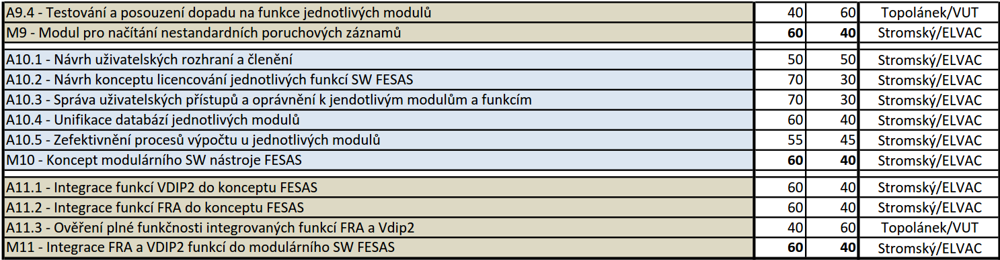 A9.4 - Testování a posouzení dopadu na funkce jednotlivých modulů 40 60 Topolánek/VUT
M9 - Modul pro načítání nestandardních poruchových záznamů 60 40 Stromský/ELVAC
A10.1 - Návrh uživatelských rozhraní a členění 50 50 Stromský/ELVAC
A10.2 - Návrh konceptu licencování jednotlivých funkcí SW FESAS 70 30 Stromský/ELVAC
A10.3 - Správa uživatelských přístupů a oprávnění k jendotlivým modulům a funkcím 70 30 Stromský/ELVAC
A10.4 - Unifikace databází jednotlivých modulů 60 40 Stromský/ELVAC
A10.5 - Zefektivnění procesů výpočtu u jednotlivých modulů 55 45 Stromský/ELVAC
M10 - Koncept modulárního SW nástroje FESAS 60 40 Stromský/ELVAC
A11.1 - Integrace funkcí VDIP2 do konceptu FESAS 60 40 Stromský/ELVAC
A11.2 - Integrace funkcí FRA do konceptu FESAS 60 40 Stromský/ELVAC
A11.3 - Ověření plné funkčnosti integrovaných funkcí FRA a Vdip2 40 60 Topolánek/VUT
M11 - Integrace FRA a VDIP2 funkcí do modulárního SW FESAS 60 40 Stromský/ELVAC